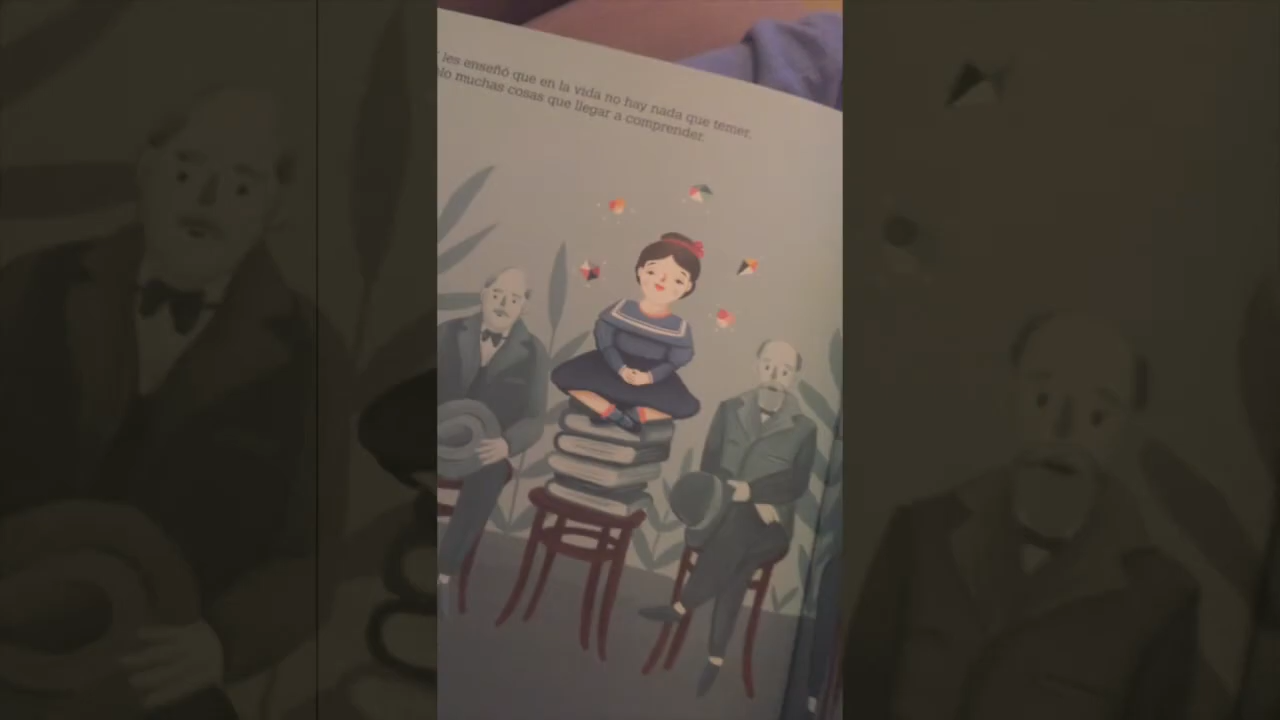 les enseñó que en la vida no hay nada que temer,
muchas cosas que llegar a comprender.